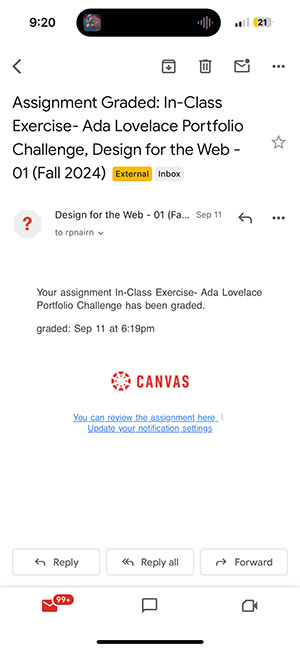 9:20
21
Assignment Graded: In-Class
Exercise- Ada Lovelace Portfolio
Challenge, Design for the Web -
01 (Fall 2024) External Inbox
?
Design for the Web - 01 (Fa... Sep 11
to rpnairn
Your assignment In-Class Exercise- Ada Lovelace
Portfolio Challenge has been graded.
graded: Sep 11 at 6:19pm
CANVAS
You can review the assignment here |
Update your notification settings
Reply Reply all Forward
99+